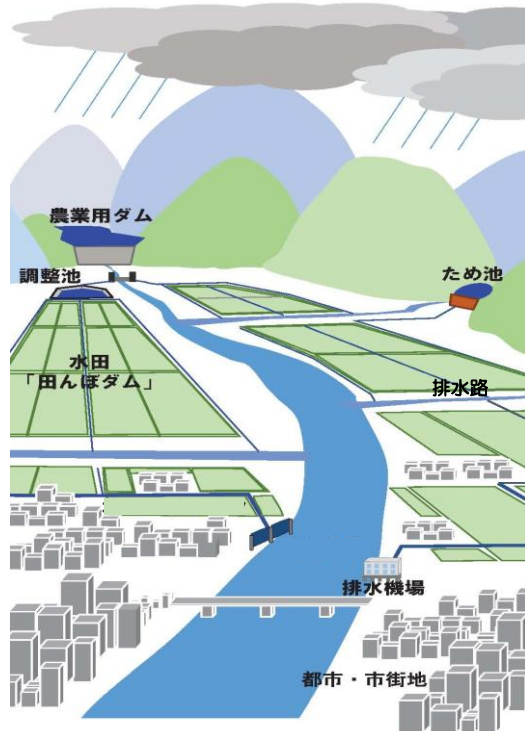 農業用ダム
調整池
ため池
水田
「田んぼダム」
排水路
排水機場
都市・市街地